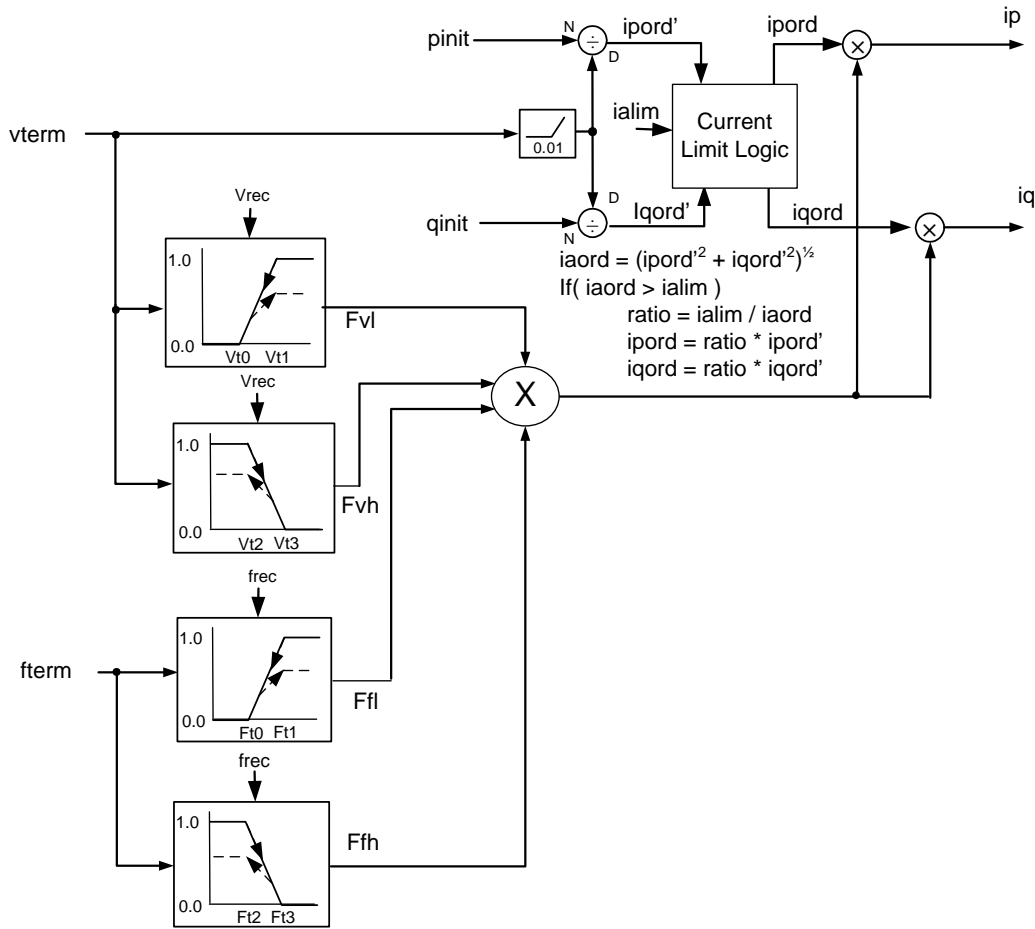 pinit
N
÷
D
ipord'
ipord
×
ip
vterm
0.01
ialim
Current
Limit Logic
qinit
N
÷
D
Iqord'
iqord
×
iq
iaord = (ipord'² + iqord'²)^½
If( iaord > ialim )
ratio = ialim / iaord
ipord = ratio * ipord'
iqord = ratio * iqord'
Vrec
1.0
0.0
Vt0 Vt1
Fvl
X
Vrec
1.0
0.0
Vt2 Vt3
Fvh
fterm
frec
1.0
0.0
Ft0 Ft1
Ffl
frec
1.0
0.0
Ft2 Ft3
Ffh